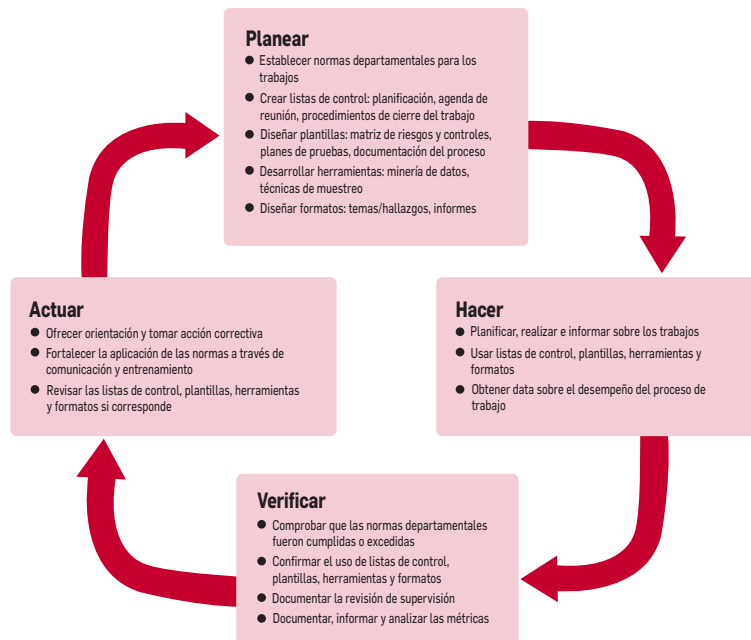 Planear
● Establecer normas departamentales para los
trabajos
● Crear listas de control: planificación, agenda de
reunión, procedimientos de cierre del trabajo
● Diseñar plantillas: matriz de riesgos y controles,
planes de pruebas, documentación del proceso
● Desarrollar herramientas: minería de datos,
técnicas de muestreo
● Diseñar formatos: temas/hallazgos, informes
Hacer
● Planificar, realizar e informar sobre los trabajos
● Usar listas de control, plantillas, herramientas y
formatos
● Obtener data sobre el desempeño del proceso de
trabajo
Verificar
● Comprobar que las normas departamentales
fueron cumplidas o excedidas
● Confirmar el uso de listas de control,
plantillas, herramientas y formatos
● Documentar la revisión de supervisión
● Documentar, informar y analizar las métricas
Actuar
● Ofrecer orientación y tomar acción correctiva
● Fortalecer la aplicación de las normas a través de
comunicación y entrenamiento
● Revisar las listas de control, plantillas, herramientas
y formatos si corresponde